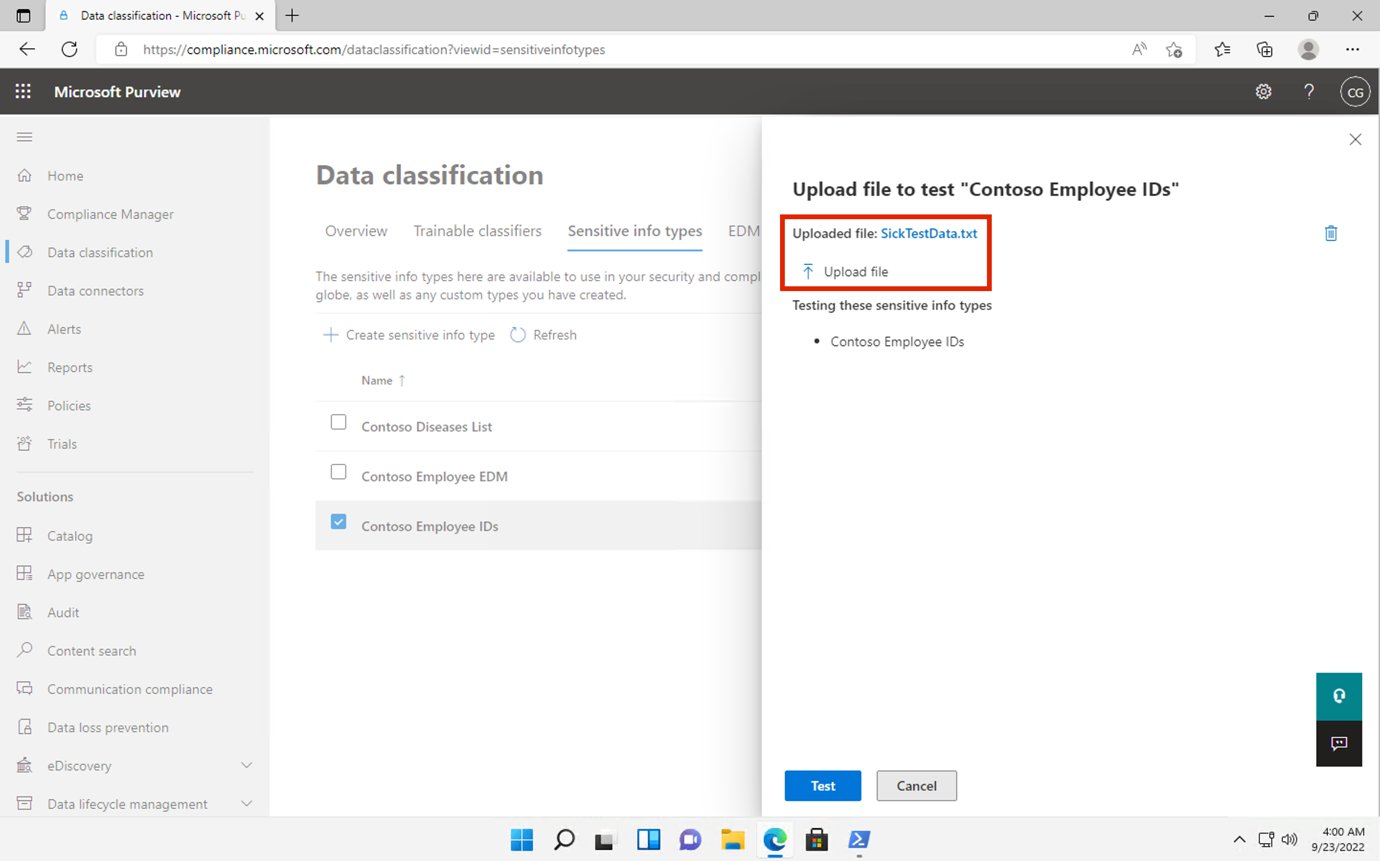 Data classification - Microsoft Pu
https://compliance.microsoft.com/dataclassification?viewid=sensitiveinfotypes
Microsoft Purview
CG
Home
Compliance Manager
Data classification
Data connectors
Alerts
Reports
Policies
Trials
Solutions
Catalog
App governance
Audit
Content search
Communication compliance
Data loss prevention
eDiscovery
Data lifecycle management
Data classification
Overview Trainable classifiers Sensitive info types EDM
The sensitive info types here are available to use in your security and compl
globe, as well as any custom types you have created.
Create sensitive info type Refresh
Name ↑
Contoso Diseases List
Contoso Employee EDM
Contoso Employee IDs
Upload file to test "Contoso Employee IDs"
Uploaded file: SickTestData.txt
Upload file
Testing these sensitive info types
• Contoso Employee IDs
Test Cancel
4:00 AM
9/23/2022